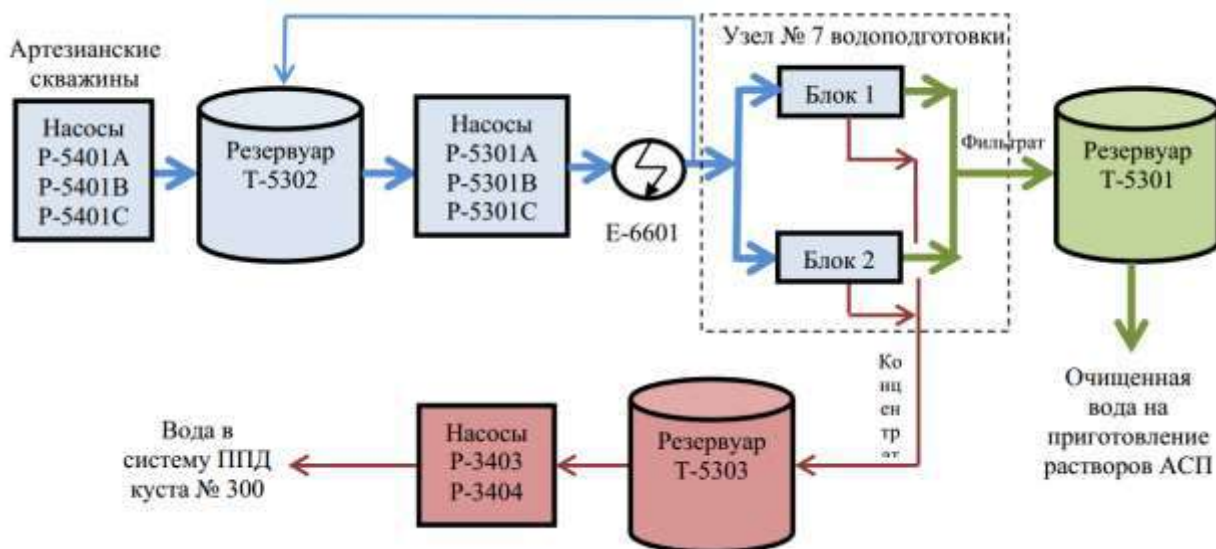 Артезианские
скважины
Насосы
P-5401A
P-5401B
P-5401C
Резервуар
T-5302
Насосы
P-5301A
P-5301B
P-5301C
E-6601
Узел № 7 водоподготовки
Блок 1
Блок 2
Фильтрат
Резервуар
T-5301
Очищенная
вода на
приготовление
растворов АСП
Ко
нц
ен
тр
ат
Резервуар
T-5303
Насосы
P-3403
P-3404
Вода в
систему ППД
куста № 300